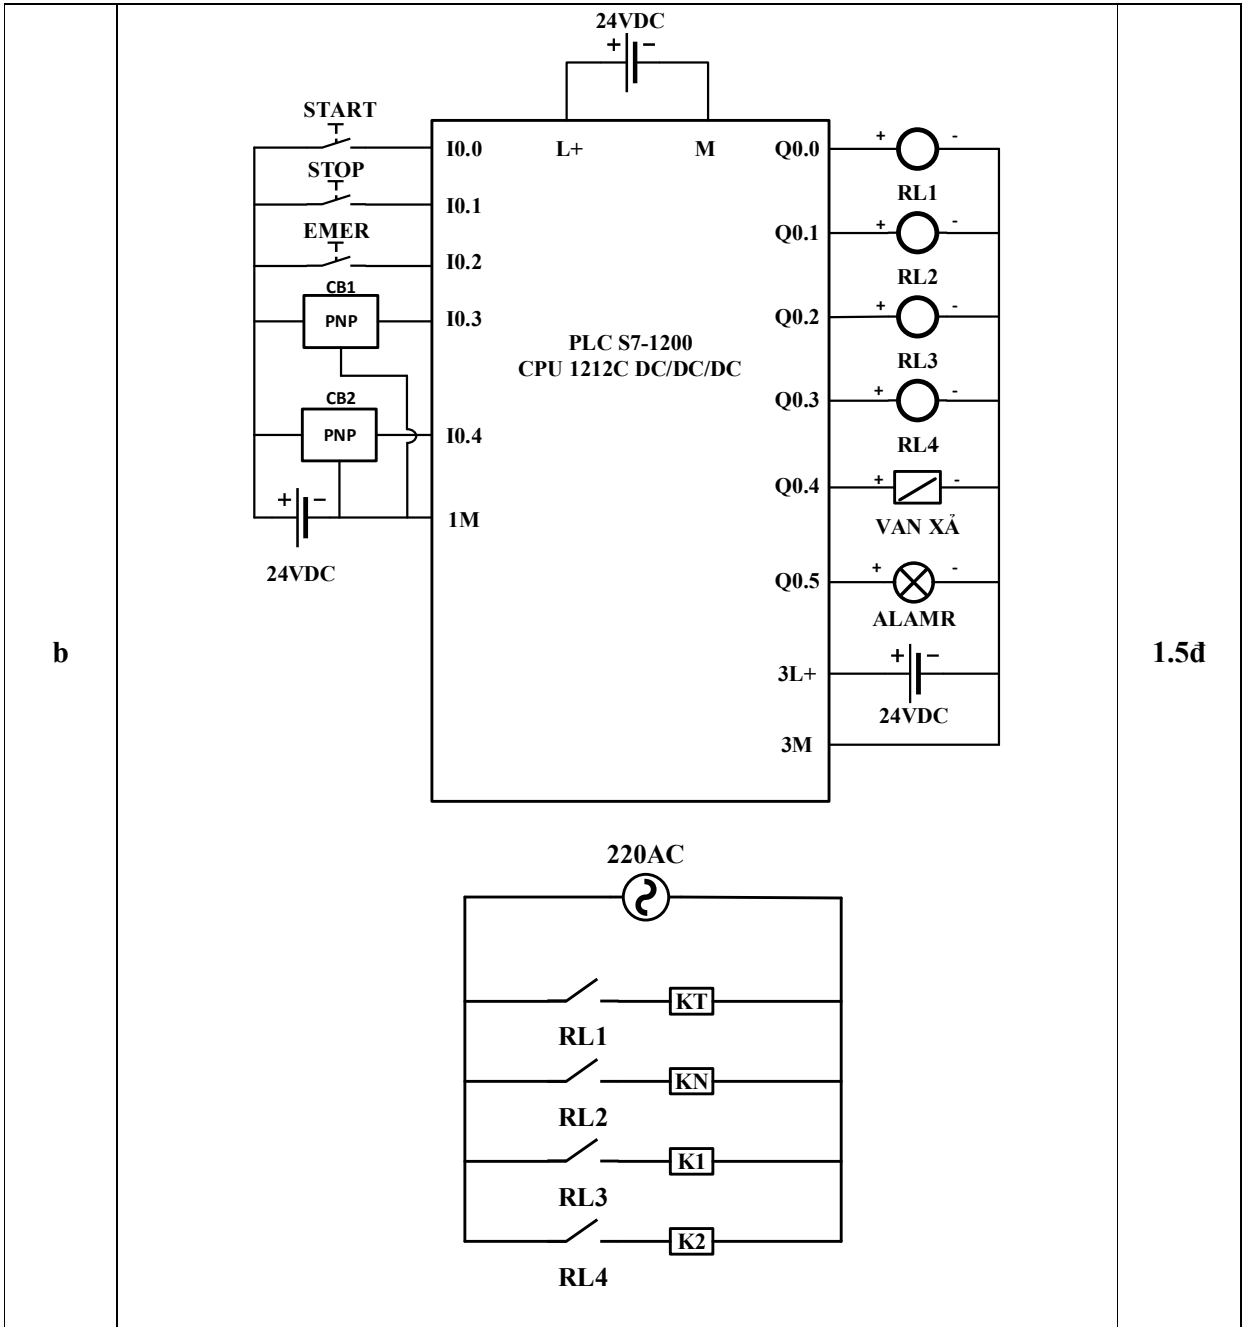 24VDC
+ −
START
I0.0 L+ M Q0.0 + -
STOP
RL1
I0.1
EMER
Q0.1 + -
I0.2
RL2
CB1
PNP I0.3 Q0.2 + -
PLC S7-1200
RL3
CPU 1212C DC/DC/DC
CB2
Q0.3 + -
PNP I0.4
RL4
Q0.4 + -
+ −
1M
VAN XẢ
24VDC
Q0.5 + -
ALAMR
b
1.5đ
+ −
3L+
24VDC
3M
220AC
KT
RL1
KN
RL2
K1
RL3
K2
RL4